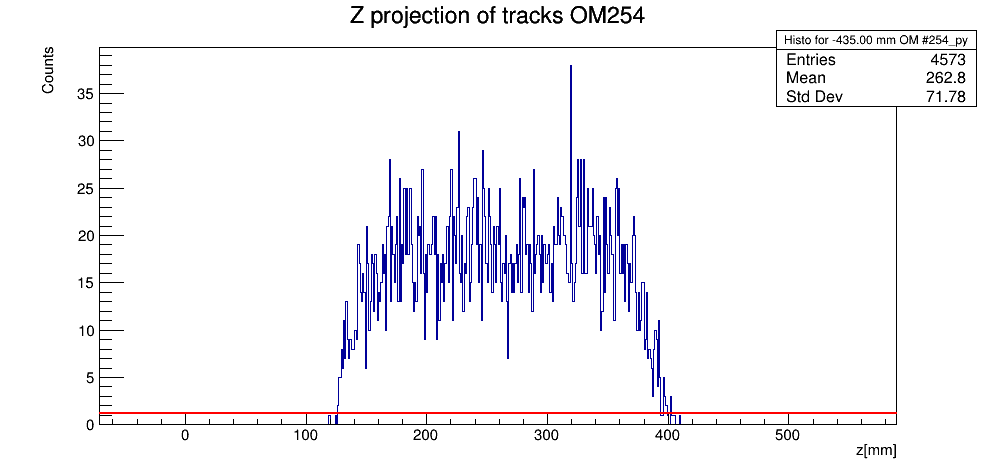 Z projection of tracks OM254
Counts
Histo for -435.00 mm OM #254_py
Entries 4573
Mean 262.8
Std Dev 71.78
35
30
25
20
15
10
5
0
0 100 200 300 400 500
z[mm]